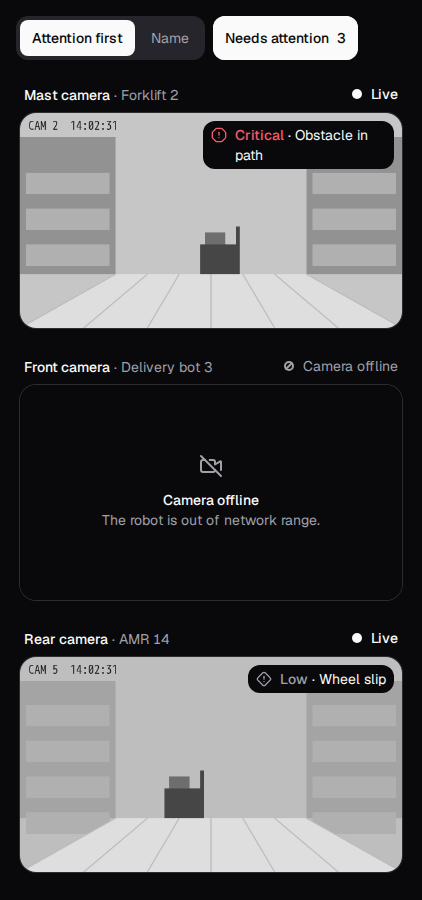 Attention first
Name
Needs attention 3
Mast camera · Forklift 2
Live
CAM 2 14:02:31
Critical · Obstacle in
path
Front camera · Delivery bot 3
Camera offline
Camera offline
The robot is out of network range.
Rear camera · AMR 14
Live
CAM 5 14:02:31
Low · Wheel slip